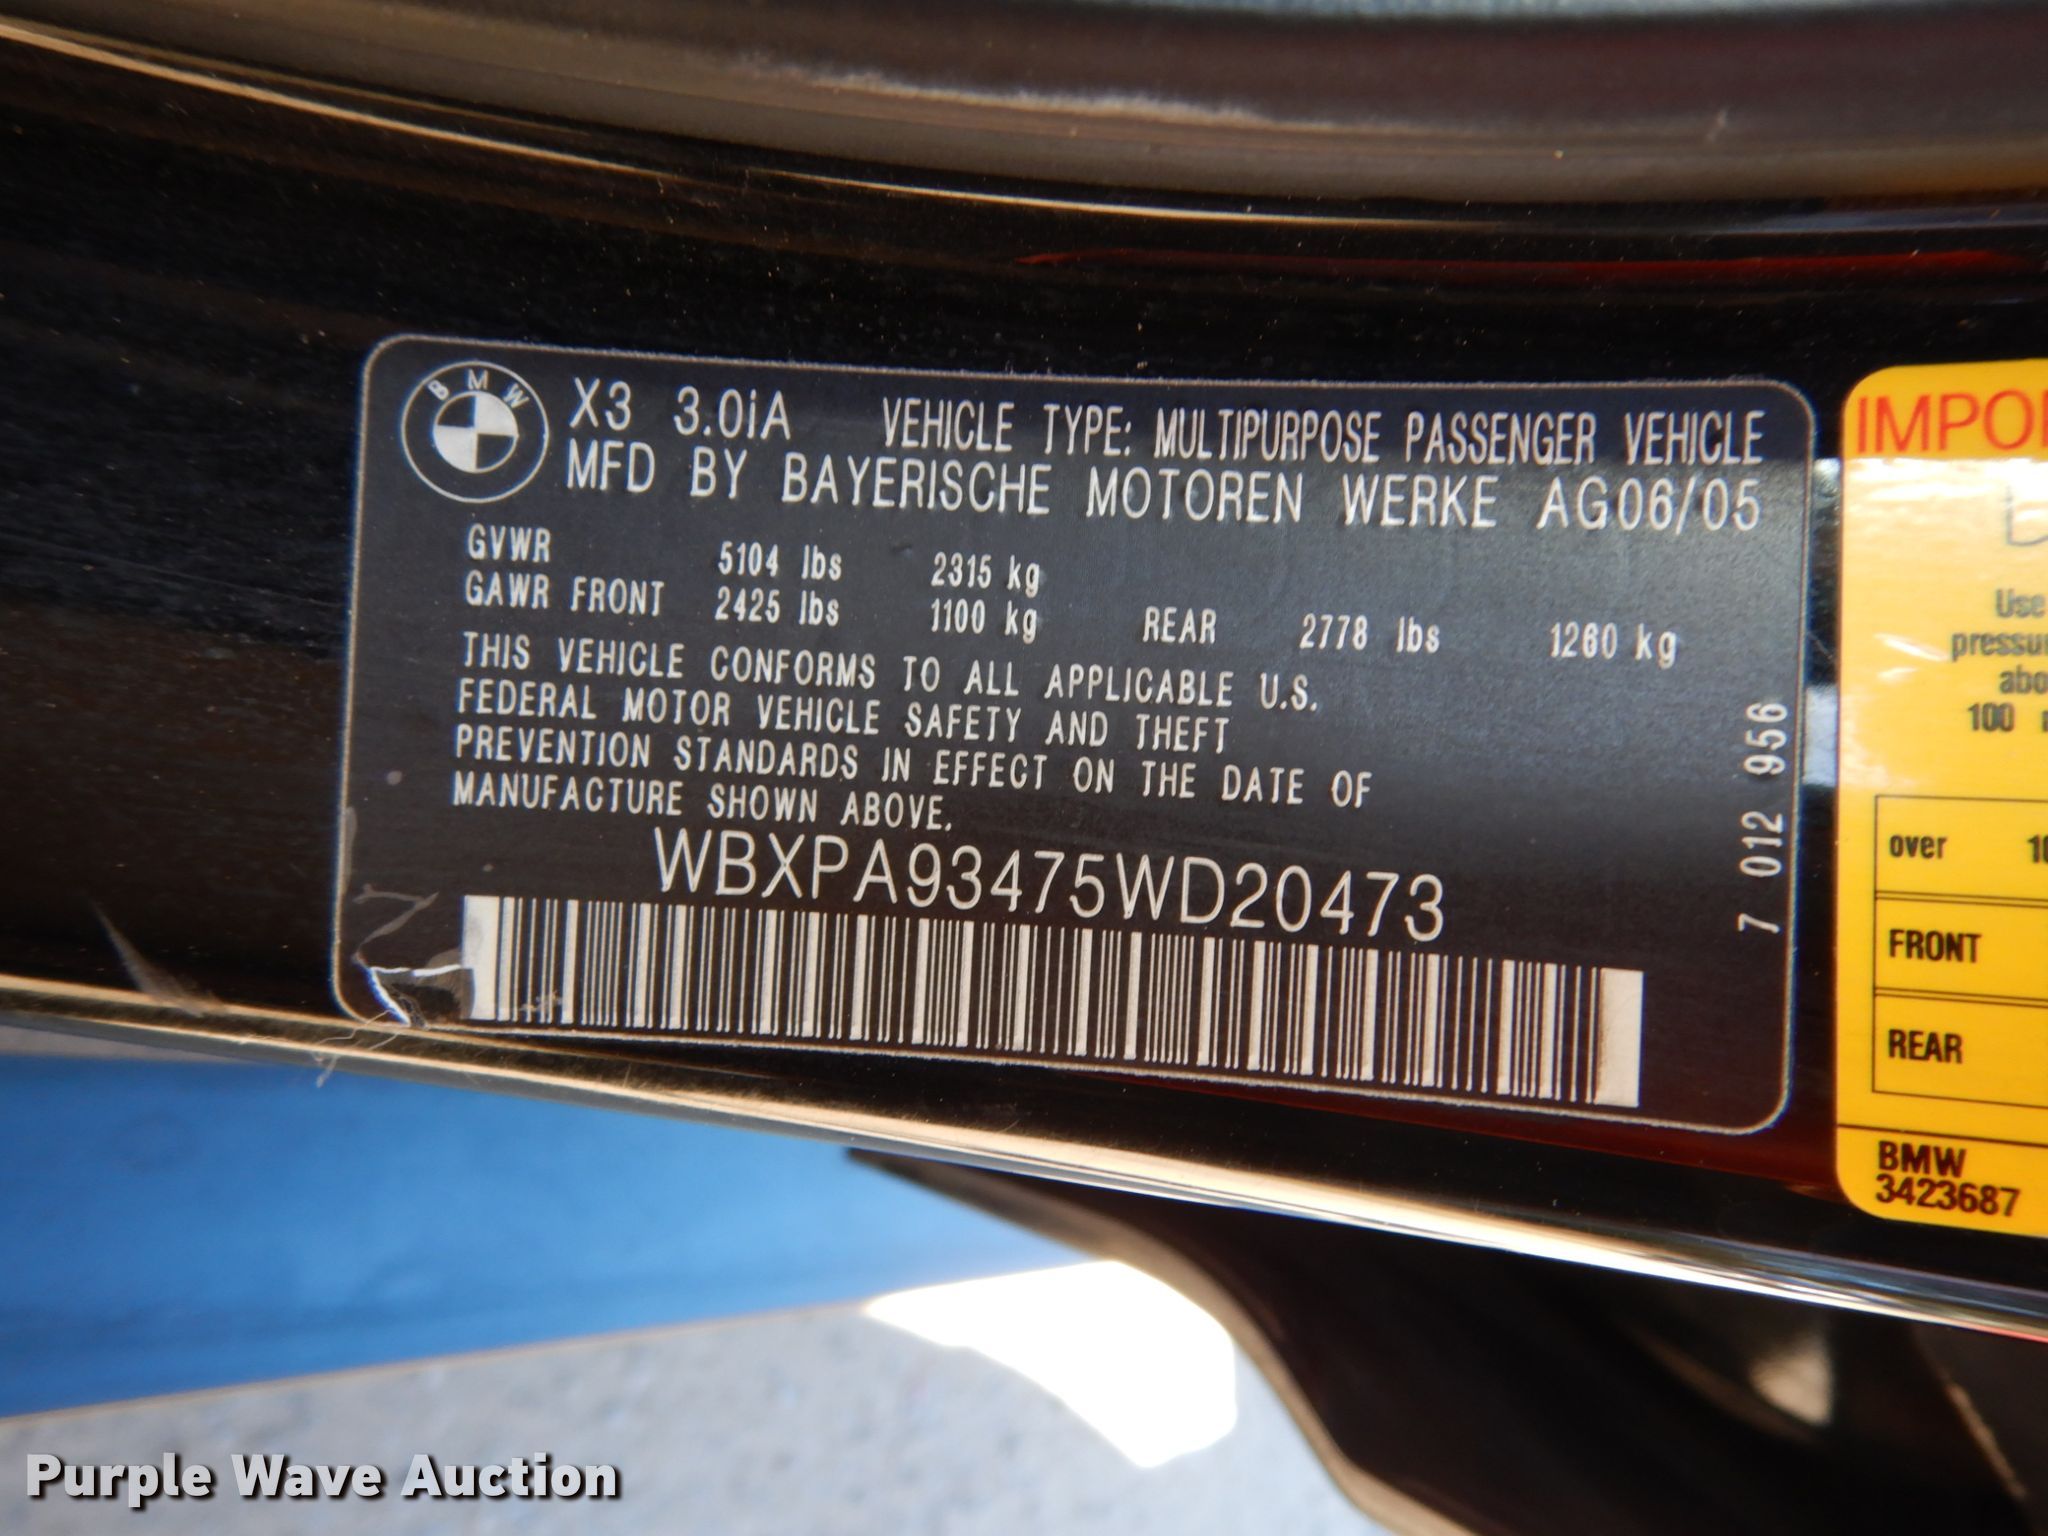 BMW
X3 3.0iA VEHICLE TYPE: MULTIPURPOSE PASSENGER VEHICLE
MFD BY BAYERISCHE MOTOREN WERKE AG06/05
GVWR 5104 lbs 2315 kg
GAWR FRONT 2425 lbs 1100 kg REAR 2778 lbs 1260 kg
THIS VEHICLE CONFORMS TO ALL APPLICABLE U.S.
FEDERAL MOTOR VEHICLE SAFETY AND THEFT
PREVENTION STANDARDS IN EFFECT ON THE DATE OF
MANUFACTURE SHOWN ABOVE.
WBXPA93475WD20473
7 012 956
IMPO
Use
pressu
abo
100
over 10
FRONT
REAR
BMW
3423687
Purple Wave Auction